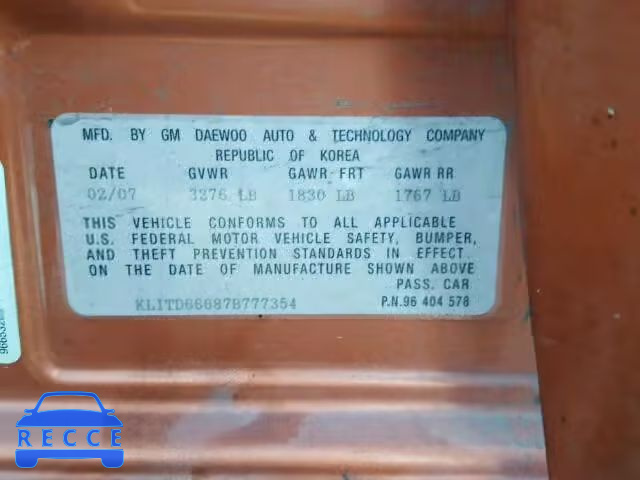 MFD. BY GM DAEWOO AUTO & TECHNOLOGY COMPANY
REPUBLIC OF KOREA
DATE GVWR GAWR FRT GAWR RR
02/07 3276 LB 1830 LB 1767 LB
THIS VEHICLE CONFORMS TO ALL APPLICABLE
U.S. FEDERAL MOTOR VEHICLE SAFETY, BUMPER,
AND THEFT PREVENTION STANDARDS IN EFFECT
ON THE DATE OF MANUFACTURE SHOWN ABOVE
PASS. CAR
KL1TD66687B777354 P.N.96 404 578
RECCE